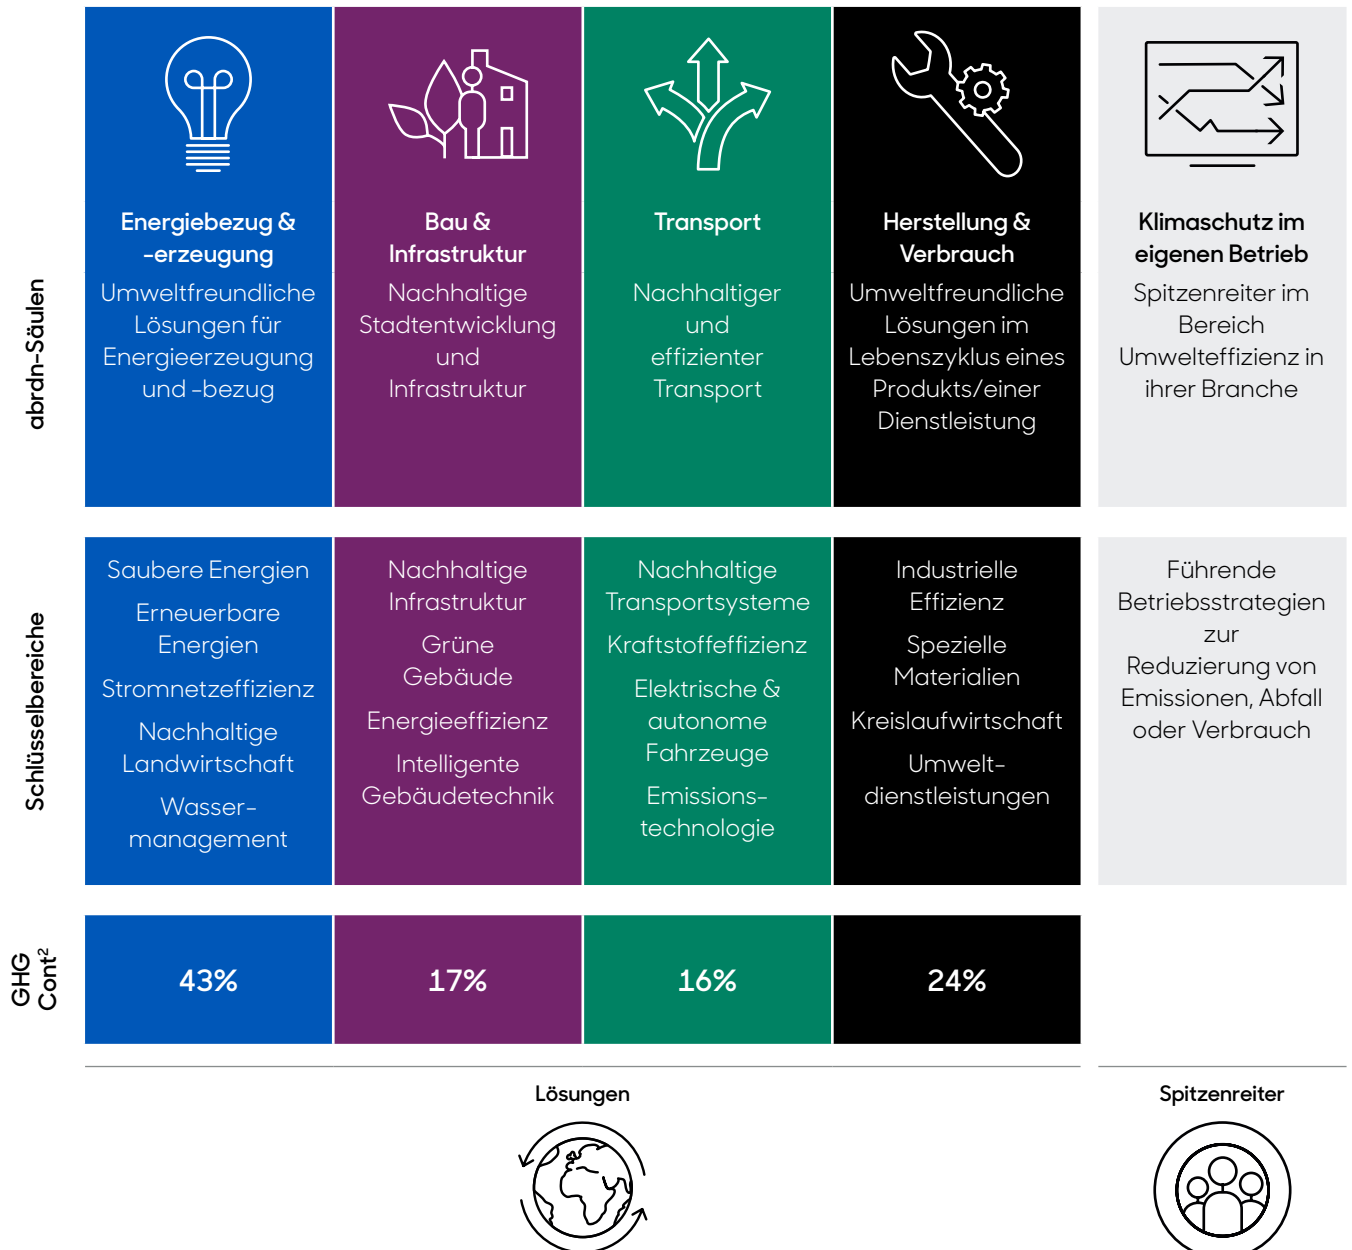 abrdn-Säulen
Energiebezug &
-erzeugung
Umweltfreundliche
Lösungen für
Energieerzeugung
und -bezug
Bau &
Infrastruktur
Nachhaltige
Stadtentwicklung
und
Infrastruktur
Transport
Nachhaltiger
und
effizienter
Transport
Herstellung &
Verbrauch
Umweltfreundliche
Lösungen im
Lebenszyklus eines
Produkts/einer
Dienstleistung
Klimaschutz im
eigenen Betrieb
Spitzenreiter im
Bereich
Umwelteffizienz in
ihrer Branche
Schlüsselbereiche
Saubere Energien
Erneuerbare
Energien
Stromnetzeffizienz
Nachhaltige
Landwirtschaft
Wasser-
management
Nachhaltige
Infrastruktur
Grüne
Gebäude
Energieeffizienz
Intelligente
Gebäudetechnik
Nachhaltige
Transportsysteme
Kraftstoffeffizienz
Elektrische &
autonome
Fahrzeuge
Emissions-
technologie
Industrielle
Effizienz
Spezielle
Materialien
Kreislaufwirtschaft
Umwelt-
dienstleistungen
Führende
Betriebsstrategien
zur
Reduzierung von
Emissionen, Abfall
oder Verbrauch
GHG
Cont²
43%
17%
16%
24%
Lösungen
Spitzenreiter